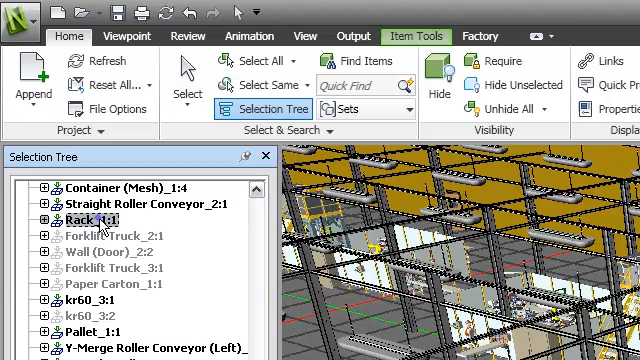 Home Viewpoint Review Animation View Output Item Tools Factory
Append
Refresh
Reset All...
File Options
Project
Select
Select All
Select Same
Selection Tree
Find Items
Quick Find
Sets
Select & Search
Hide
Require
Hide Unselected
Unhide All
Visibility
Links
Quick Pro
Properties
Displa
Selection Tree
Container (Mesh)_1:4
Straight Roller Conveyor_2:1
Rack_1:1
Forklift Truck_2:1
Wall (Door)_2:2
Forklift Truck_3:1
Paper Carton_1:1
kr60_3:1
kr60_3:2
Pallet_1:1
Y-Merge Roller Conveyor (Left)_